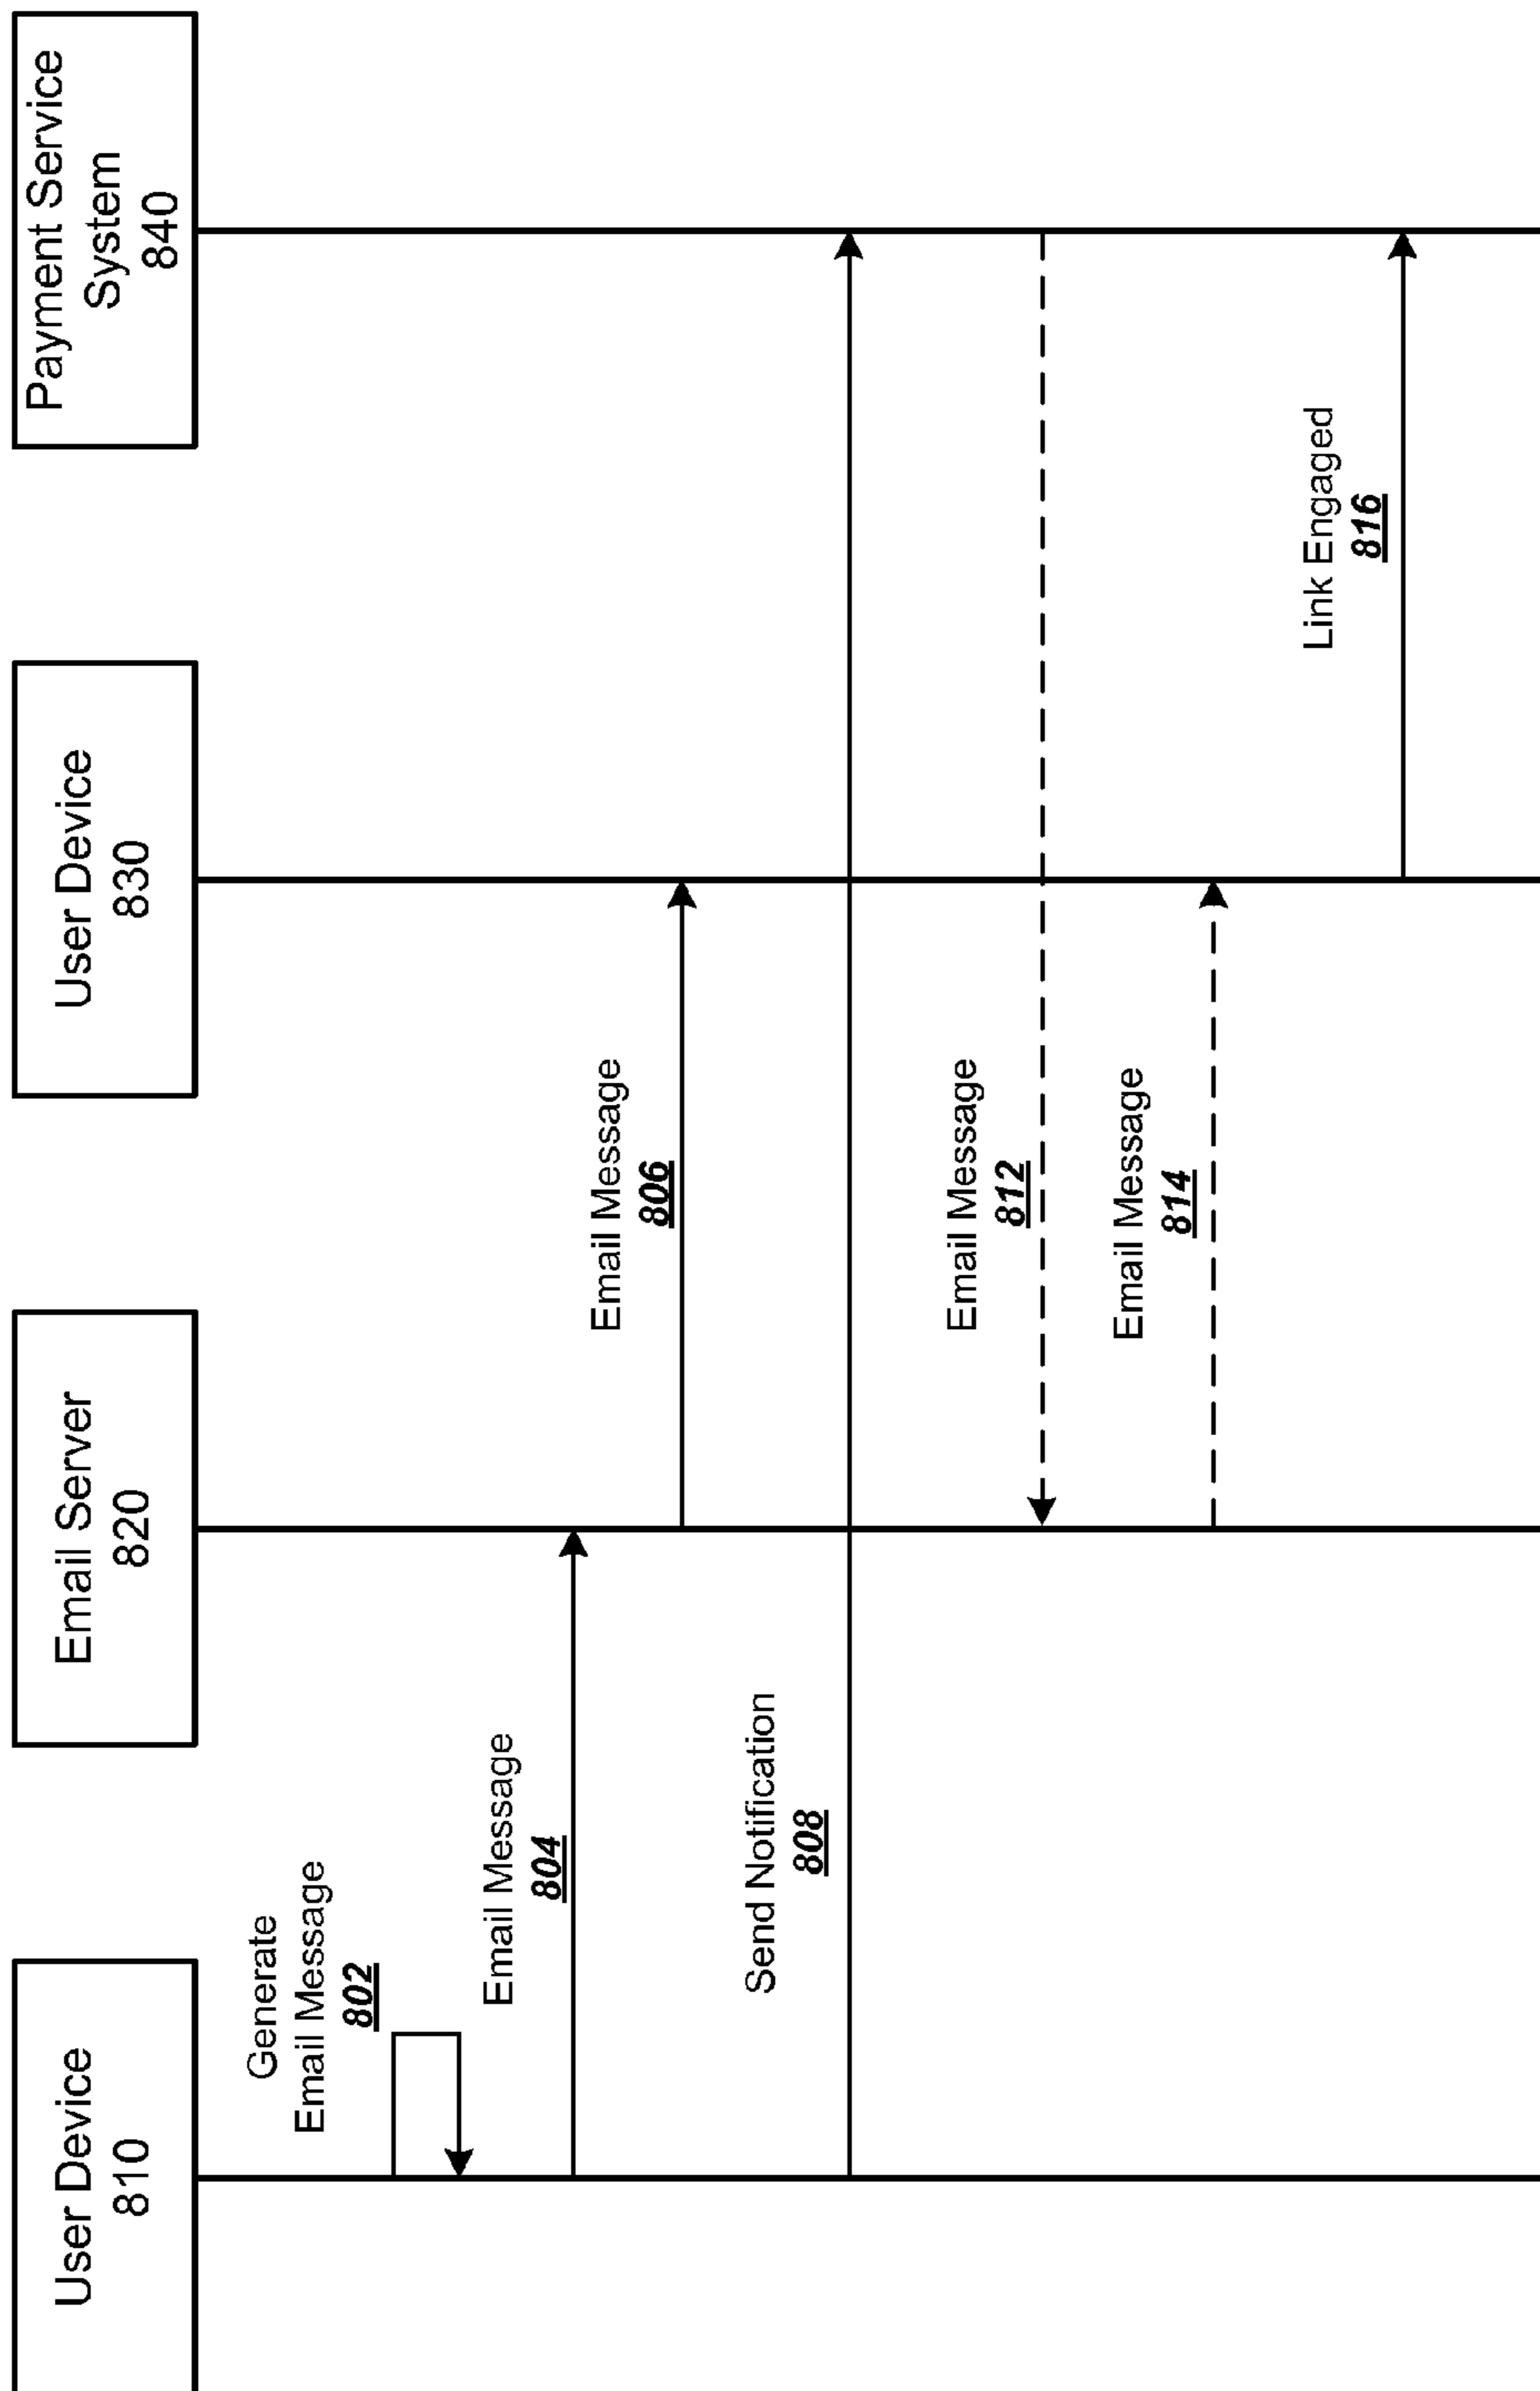 User Device
810
Email Server
820
User Device
830
Payment Service
System
840
Generate
Email Message
802
Email Message
804
Email Message
806
Send Notification
808
Email Message
812
Email Message
814
Link Engaged
816